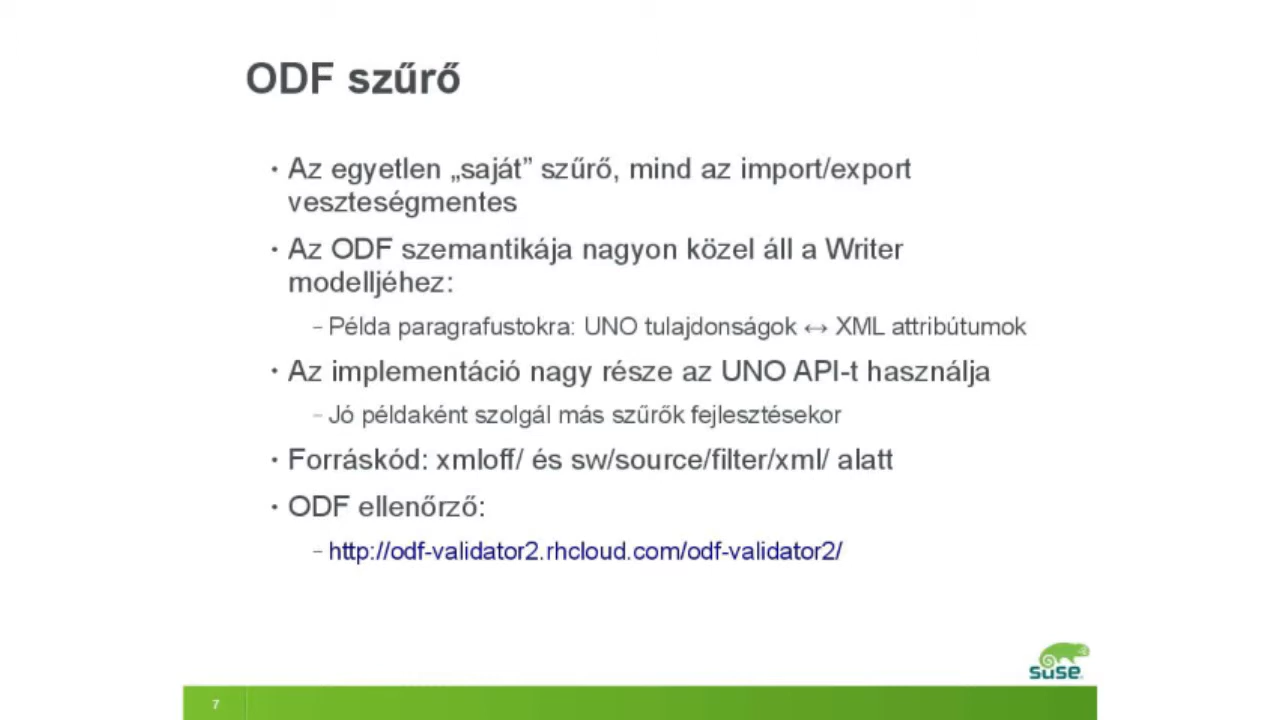 ODF szűrő
• Az egyetlen „saját” szűrő, mind az import/export
veszteségmentes
• Az ODF szemantikája nagyon közel áll a Writer
modelljéhez:
– Példa paragrafustokra: UNO tulajdonságok ↔ XML attribútumok
• Az implementáció nagy része az UNO API-t használja
– Jó példaként szolgál más szűrők fejlesztésekor
• Forráskód: xmloff/ és sw/source/filter/xml/ alatt
• ODF ellenőrző:
– http://odf-validator2.rhcloud.com/odf-validator2/
suse
7